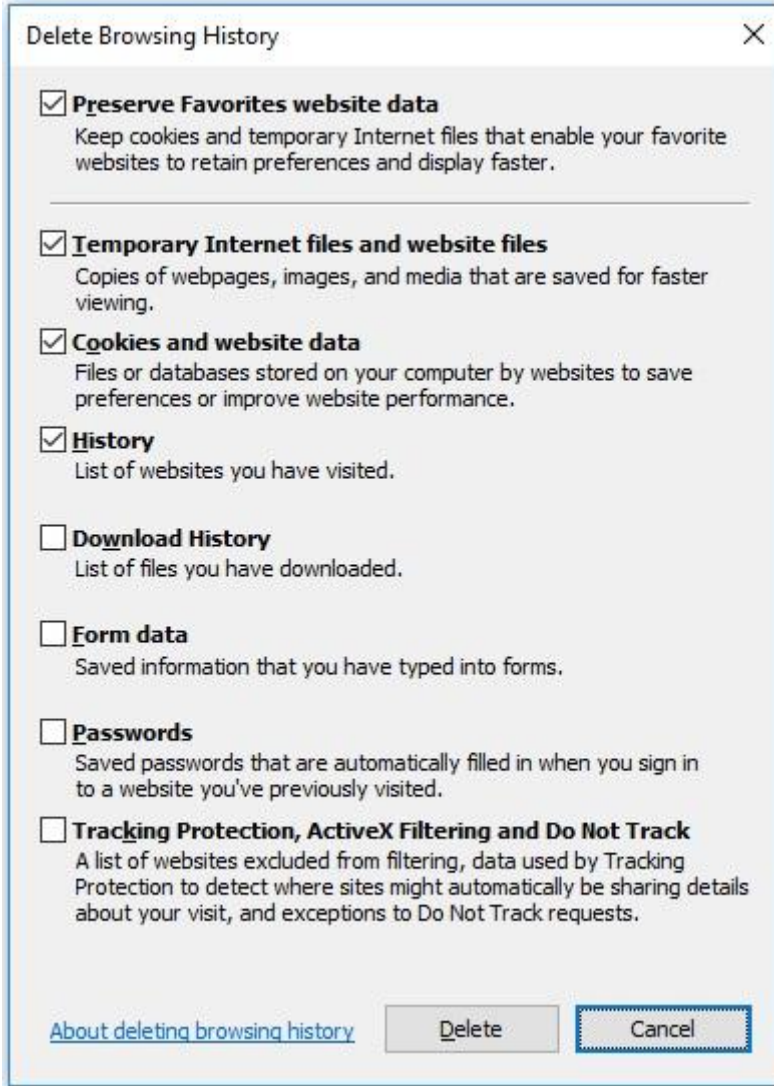 Delete Browsing History
Preserve Favorites website data
Keep cookies and temporary Internet files that enable your favorite
websites to retain preferences and display faster.
Temporary Internet files and website files
Copies of webpages, images, and media that are saved for faster
viewing.
Cookies and website data
Files or databases stored on your computer by websites to save
preferences or improve website performance.
History
List of websites you have visited.
Download History
List of files you have downloaded.
Form data
Saved information that you have typed into forms.
Passwords
Saved passwords that are automatically filled in when you sign in
to a website you've previously visited.
Tracking Protection, ActiveX Filtering and Do Not Track
A list of websites excluded from filtering, data used by Tracking
Protection to detect where sites might automatically be sharing details
about your visit, and exceptions to Do Not Track requests.
About deleting browsing history
Delete
Cancel